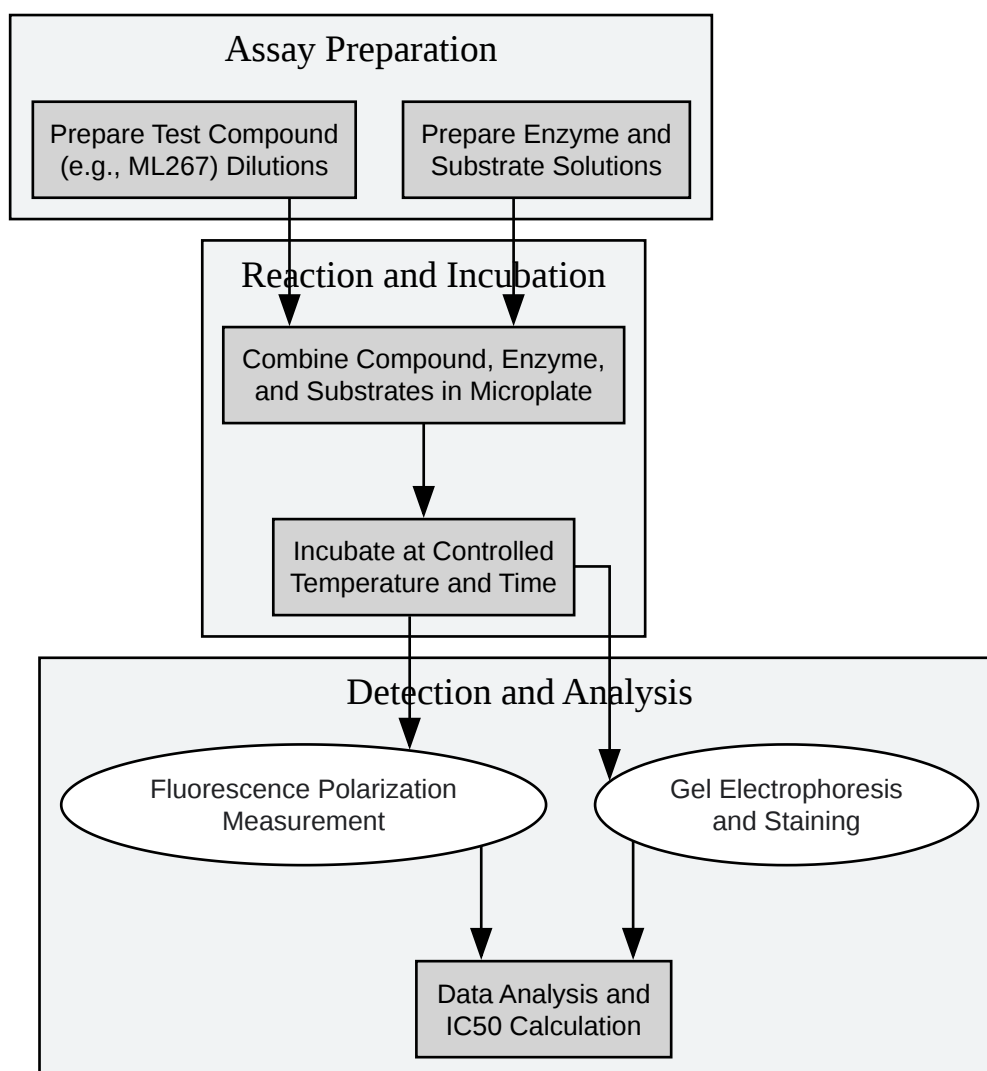 Assay Preparation
Prepare Test Compound
(e.g., ML267) Dilutions
Prepare Enzyme and
Substrate Solutions
Reaction and Incubation
Combine Compound, Enzyme,
and Substrates in Microplate
Incubate at Controlled
Temperature and Time
Detection and Analysis
Fluorescence Polarization
Measurement
Gel Electrophoresis
and Staining
Data Analysis and
IC50 Calculation